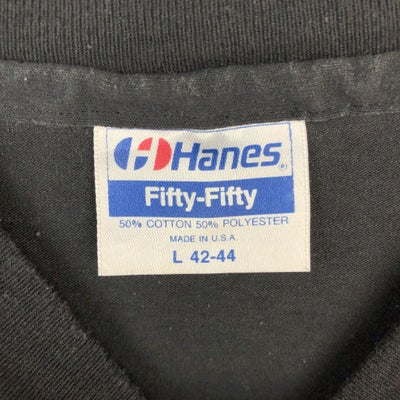 Hanes®
Fifty-Fifty
50% COTTON 50% POLYESTER
MADE IN U.S.A.
L 42-44